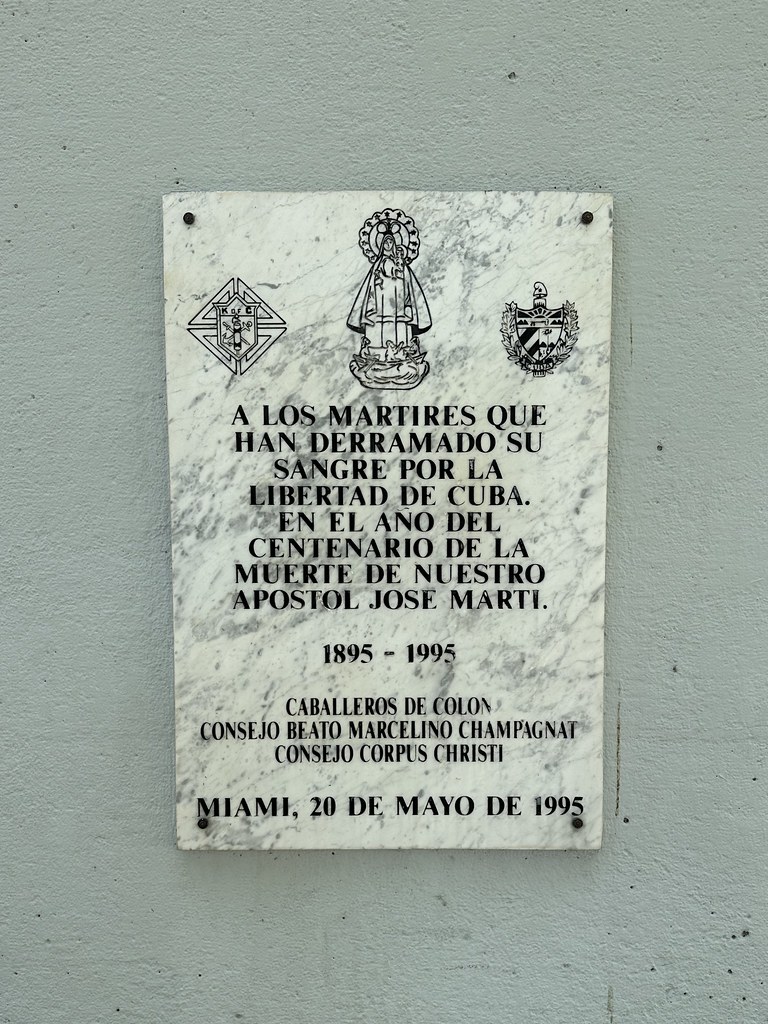 K of C
CUBA
A LOS MARTIRES QUE
HAN DERRAMADO SU
SANGRE POR LA
LIBERTAD DE CUBA.
EN EL AÑO DEL
CENTENARIO DE LA
MUERTE DE NUESTRO
APOSTOL JOSE MARTI.
1895 - 1995
CABALLEROS DE COLON
CONSEJO BEATO MARCELINO CHAMPAGNAT
CONSEJO CORPUS CHRISTI
MIAMI, 20 DE MAYO DE 1995